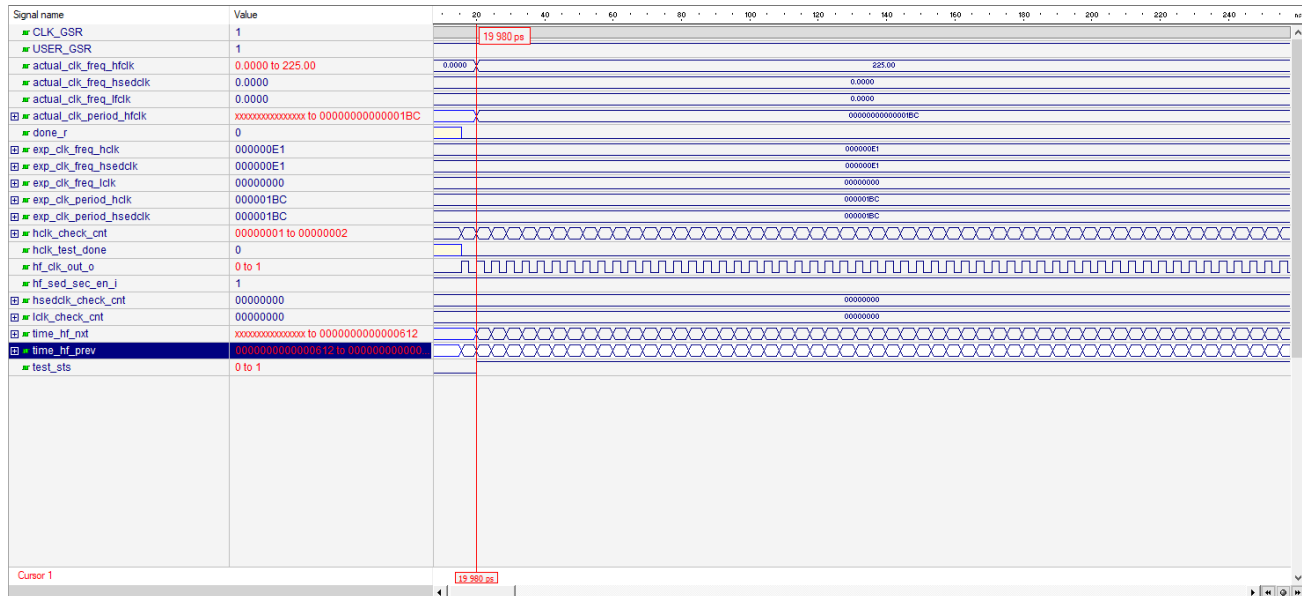 Signal name Value 20 40 60 80 100 120 140 160 180 200 220 240 ns
CLK_GSR 1 19 980 ps
USER_GSR 1
actual_clk_freq_hfclk 0.0000 to 225.00 0.0000 225.00
actual_clk_freq_hsedclk 0.0000 0.0000
actual_clk_freq_lfclk 0.0000 0.0000
actual_clk_period_hfclk xxxxxxxxxxxxxxxx to 00000000000001BC 00000000000001BC
done_r 0
exp_clk_freq_hclk 000000E1 000000E1
exp_clk_freq_hsedclk 000000E1 000000E1
exp_clk_freq_lclk 00000000 00000000
exp_clk_period_hclk 000001BC 000001BC
exp_clk_period_hsedclk 000001BC 000001BC
hclk_check_cnt 00000001 to 00000002
hclk_test_done 0
hf_clk_out_o 0 to 1
hf_sed_sec_en_i 1
hsedclk_check_cnt 00000000 00000000
lclk_check_cnt 00000000 00000000
time_hf_nxt xxxxxxxxxxxxxxxx to 0000000000000612
time_hf_prev 0000000000000612 to 000000000000...
test_sts 0 to 1
Cursor 1 19 980 ps